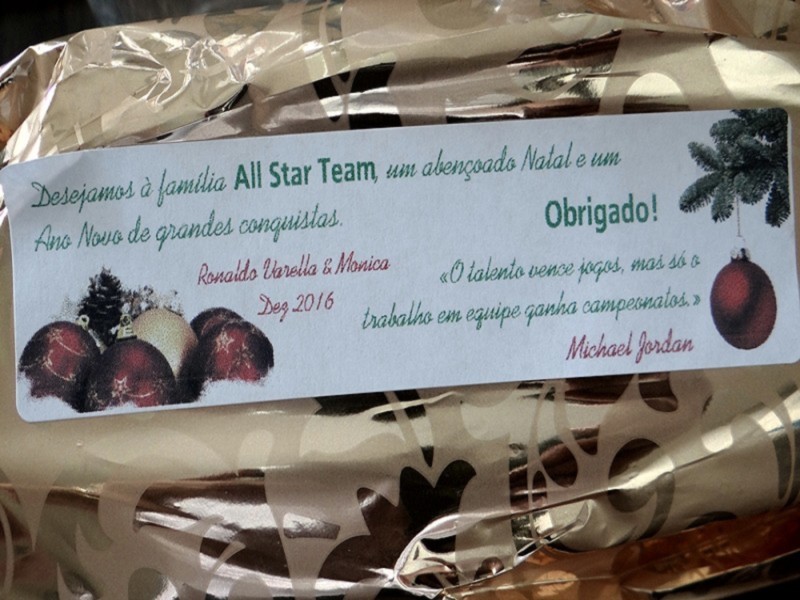 Desejamos à família All Star Team, um abençoado Natal e um
Ano Novo de grandes conquistas.
Obrigado!
Ronaldo Varella & Monica
Dez 2016
«O talento vence jogos, mas só o
trabalho em equipe ganha campeonatos.»
Michael Jordan